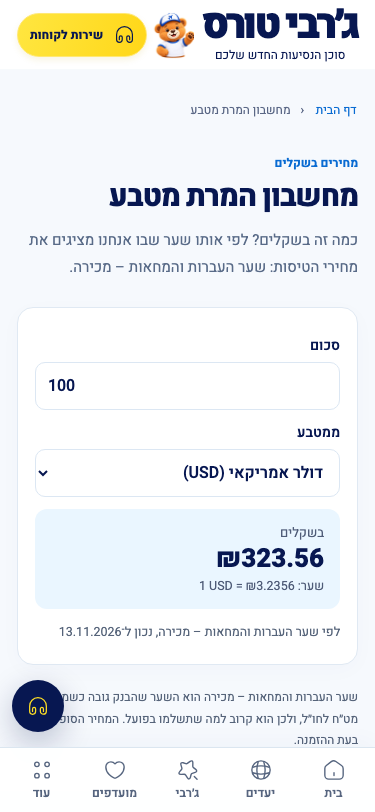 ג׳רבי טורס
סוכן הנסיעות החדש שלכם
שירות לקוחות
דף הבית › מחשבון המרת מטבע
מחירים בשקלים
מחשבון המרת מטבע
כמה זה בשקלים? לפי אותו שער שבו אנחנו מציגים את
מחירי הטיסות: שער העברות והמחאות – מכירה.
סכום
100
ממטבע
דולר אמריקאי (USD)
בשקלים
₪323.56
שער: 1 USD = ₪3.2356
לפי שער העברות והמחאות – מכירה, נכון ל־13.11.2026
שער העברות והמחאות – מכירה הוא השער שהבנק גובה
מט״ח לחו״ל, ולכן הוא קרוב למה שתשלמו בפועל. המחיר
בעת ההזמנה.
בית
יעדים
ג׳רבי
מועדפים
עוד